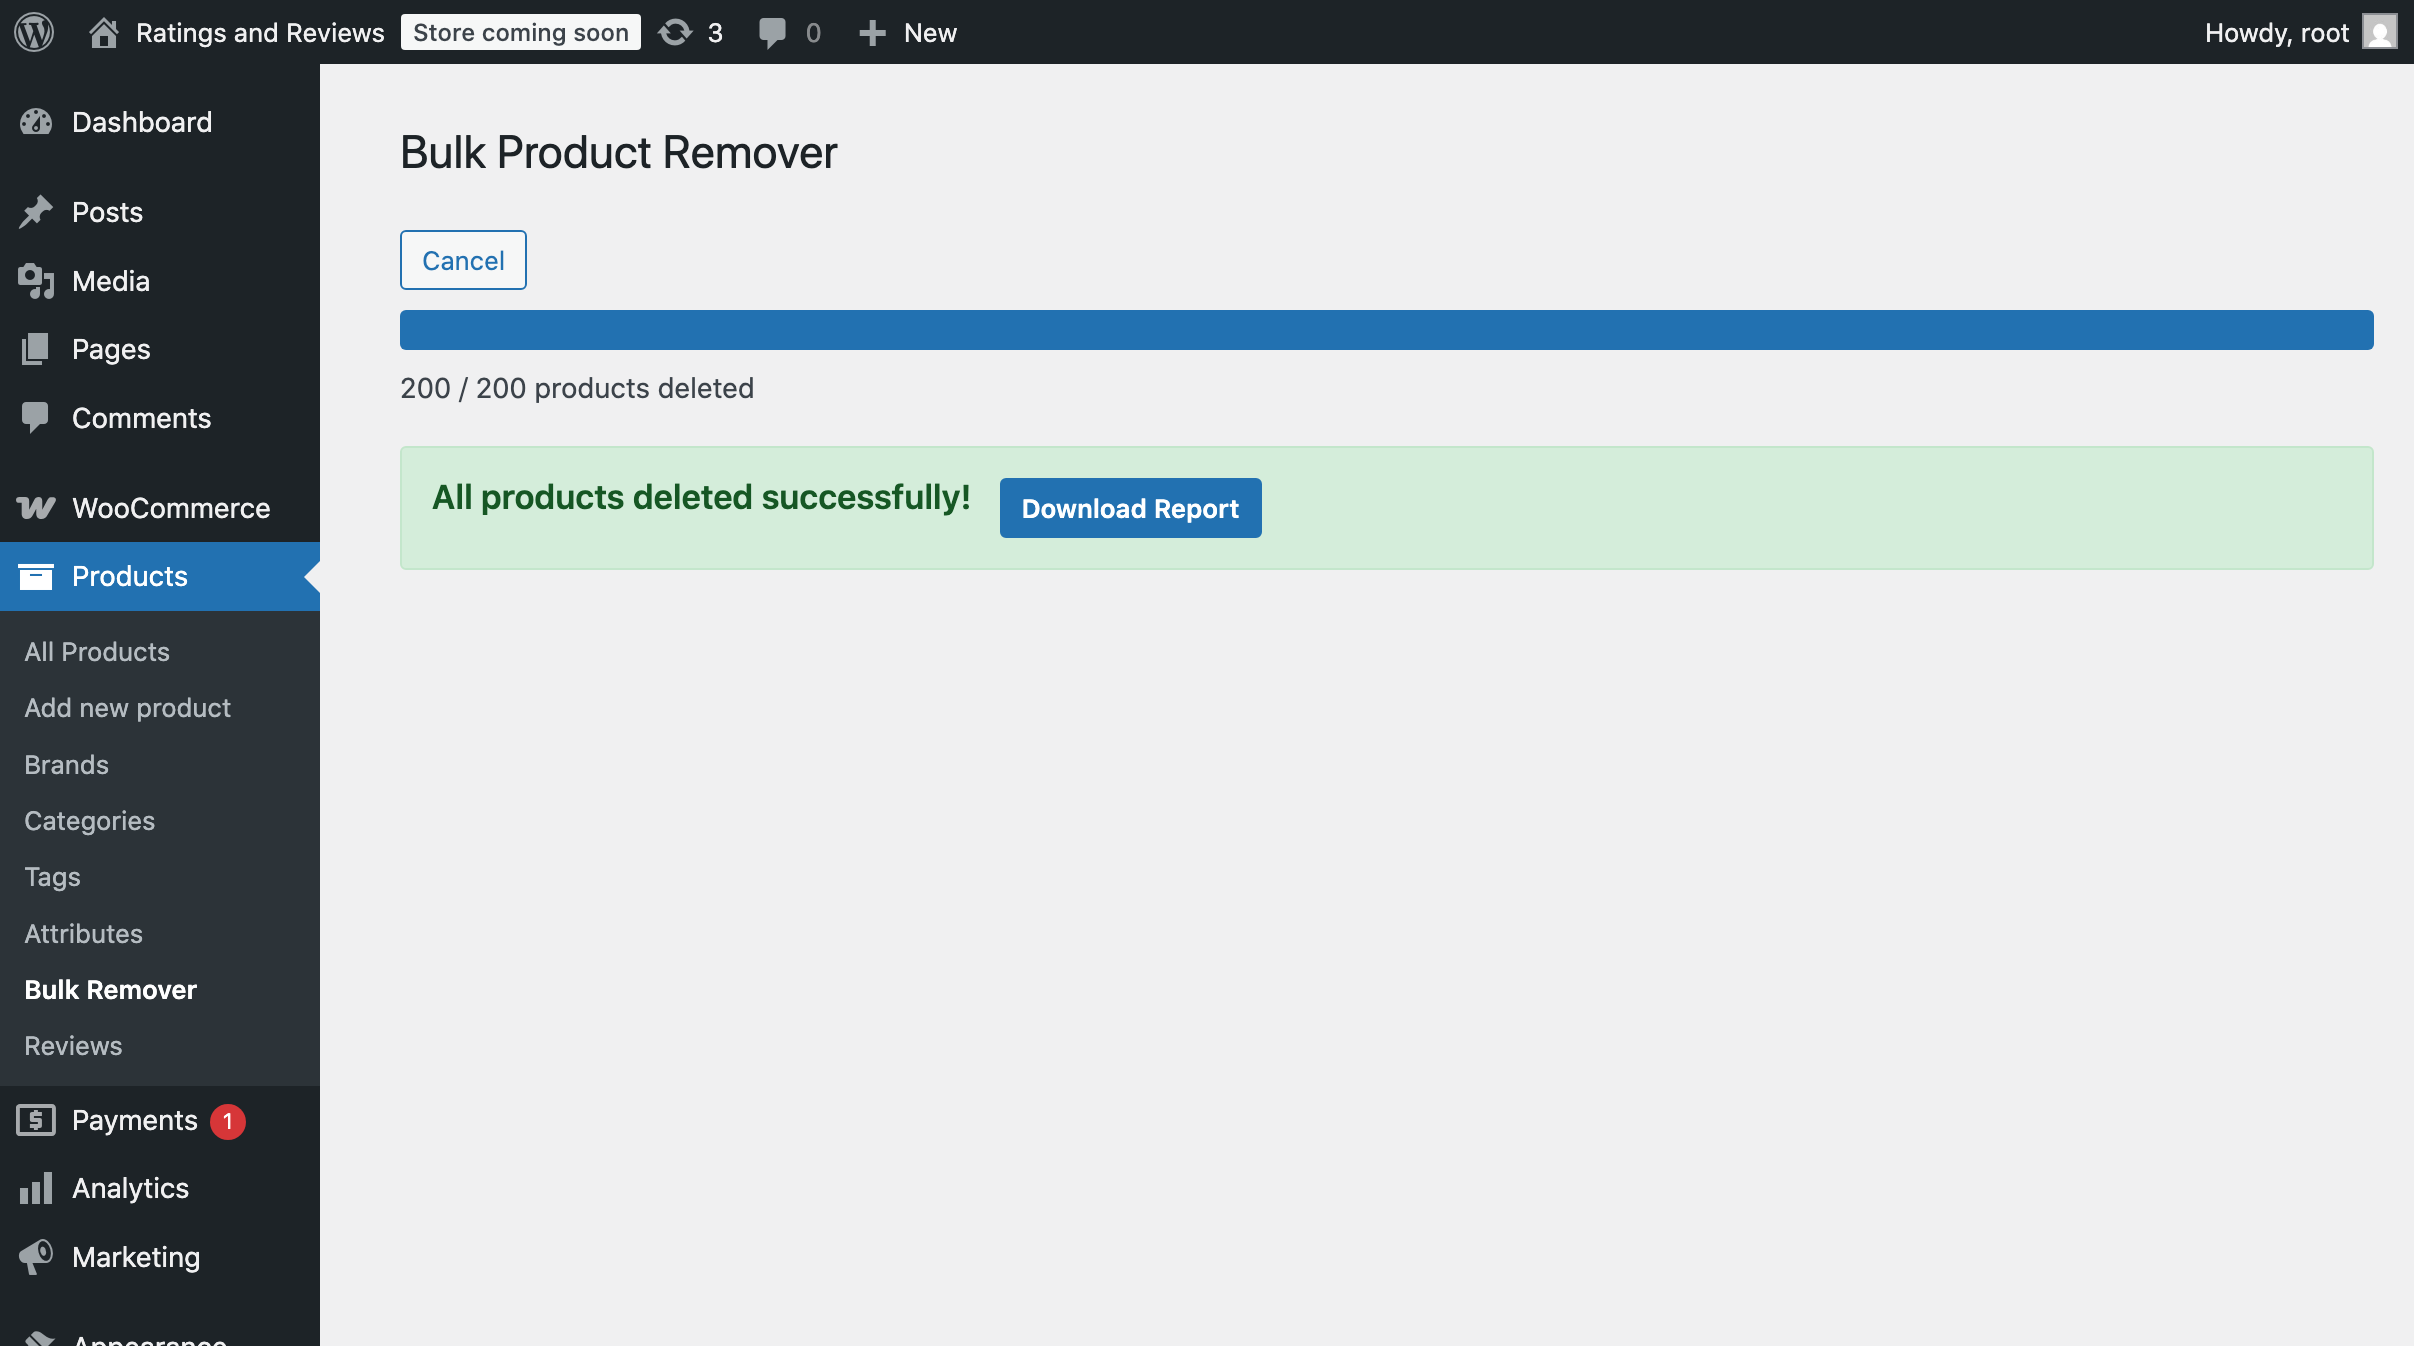 Ratings and Reviews
Store coming soon
3
0
New
Howdy, root
Dashboard
Posts
Media
Pages
Comments
WooCommerce
Products
All Products
Add new product
Brands
Categories
Tags
Attributes
Bulk Remover
Reviews
Payments 1
Analytics
Marketing
Appearance
Bulk Product Remover
Cancel
200 / 200 products deleted
All products deleted successfully!
Download Report